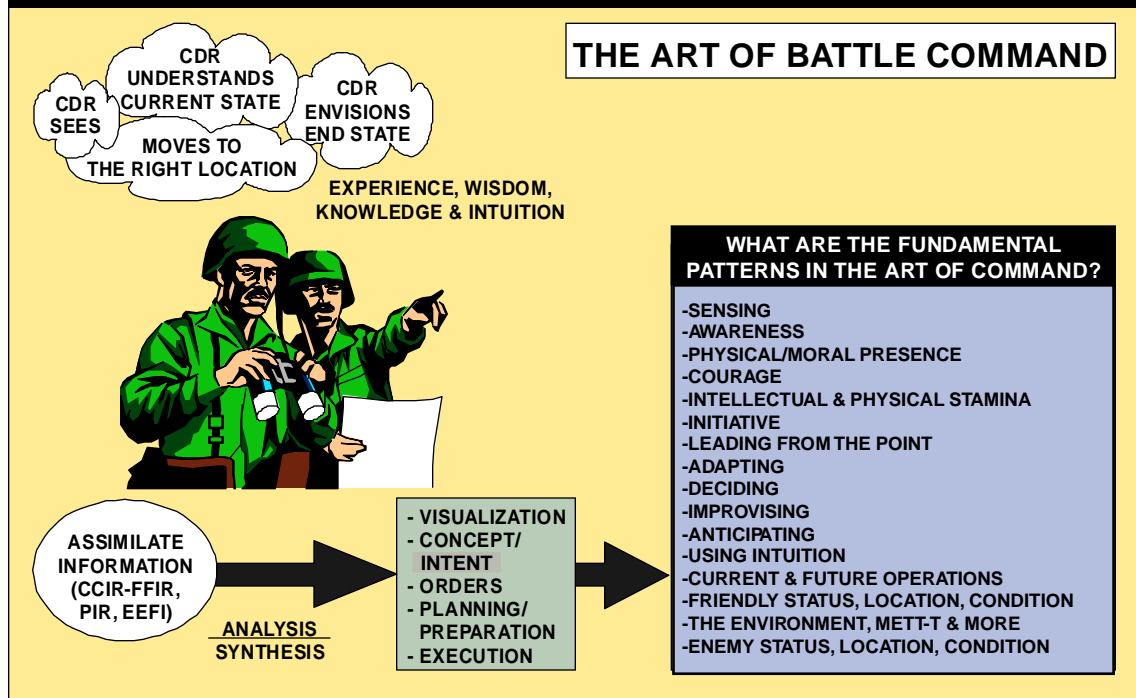 THE ART OF BATTLE COMMAND
CDR
UNDERSTANDS
CURRENT STATE
CDR
SEES
CDR
ENVISIONS
END STATE
MOVES TO
THE RIGHT LOCATION
EXPERIENCE, WISDOM,
KNOWLEDGE & INTUITION
ASSIMILATE
INFORMATION
(CCIR-FFIR,
PIR, EEFI)
ANALYSIS
SYNTHESIS
- VISUALIZATION
- CONCEPT/
INTENT
- ORDERS
- PLANNING/
PREPARATION
- EXECUTION
WHAT ARE THE FUNDAMENTAL
PATTERNS IN THE ART OF COMMAND?
-SENSING
-AWARENESS
-PHYSICAL/MORAL PRESENCE
-COURAGE
-INTELLECTUAL & PHYSICAL STAMINA
-INITIATIVE
-LEADING FROM THE POINT
-ADAPTING
-DECIDING
-IMPROVISING
-ANTICIPATING
-USING INTUITION
-CURRENT & FUTURE OPERATIONS
-FRIENDLY STATUS, LOCATION, CONDITION
-THE ENVIRONMENT, METT-T & MORE
-ENEMY STATUS, LOCATION, CONDITION